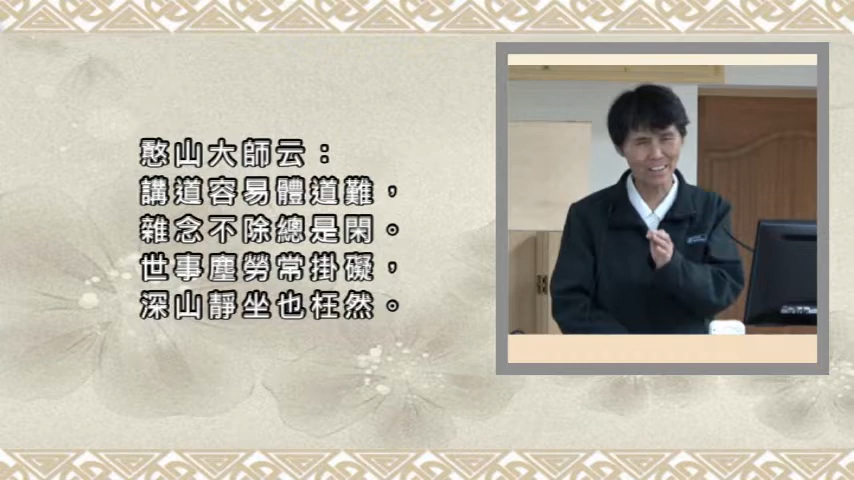 憨山大師云：
講道容易體道難，
雜念不除總是閑。
世事塵勞常掛礙，
深山靜坐也枉然。